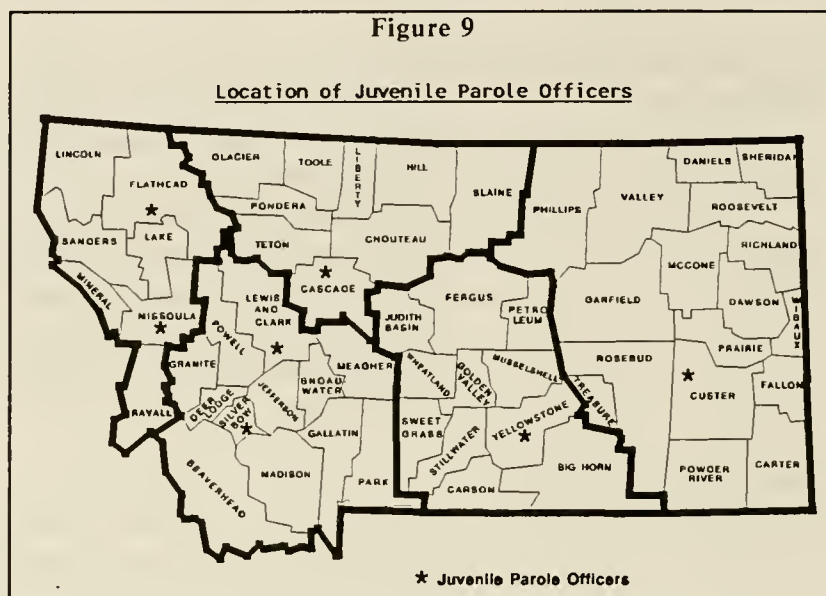 Figure 9
Location of Juvenile Parole Officers
LINCOLN
FLATHEAD
SANDERS
LAKE
MINERAL
MISSOULA
RAVALLI
GLACIER
TOOLE
LIBERTY
HILL
BLAINE
PONDERA
TETON
CHOUTEAU
CASCADE
PHILLIPS
VALLEY
DANIELS
SHERIDAN
ROOSEVELT
RICHLAND
MCCONE
GARFIELD
DAWSON
WIBAUX
PRAIRIE
ROSEBUD
CUSTER
FALLON
TREASURE
POWDER
RIVER
CARTER
LEWIS
AND
CLARK
POWELL
GRANITE
DEER
LODGE
SILVER
BOW
JEFFERSON
BROAD
WATER
MEAGHER
GALLATIN
MADISON
BEAVERHEAD
PARK
JUDITH
BASIN
FERGUS
PETRO
LEUM
WHEATLAND
GOLDEN
VALLEY
MUSSELSHELL
SWEET
GRASS
STILLWATER
YELLOWSTONE
CARSON
BIG HORN
★ Juvenile Parole Officers